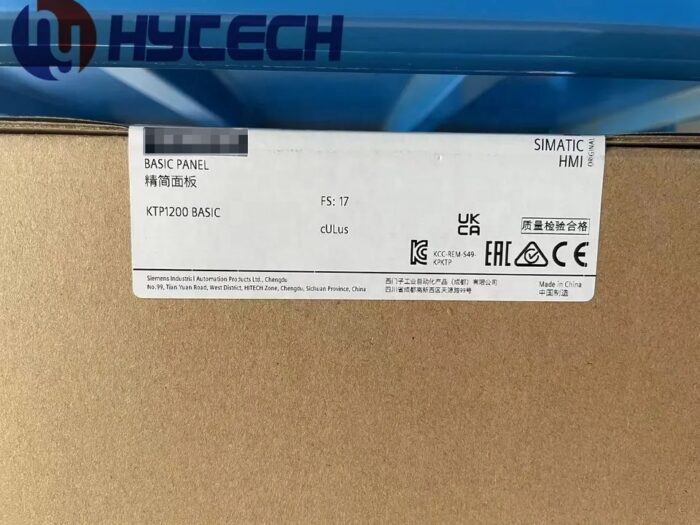 HYCECH
BASIC PANEL
精简面板
KTP1200 BASIC
FS: 17
cULus
SIMATIC
HMI
ORIGINAL
UK
CA
质量检验合格
KCC-REM-S49-
KPKTP
EAC
CE
Siemens Industrial Automation Products Ltd., Chengdu
No.99, Tian Yuan Road, West District, HITECH Zone, Chengdu, Sichuan Province, China
西门子工业自动化产品（成都）有限公司
四川省成都高新西区天源路99号
Made in China
中国制造